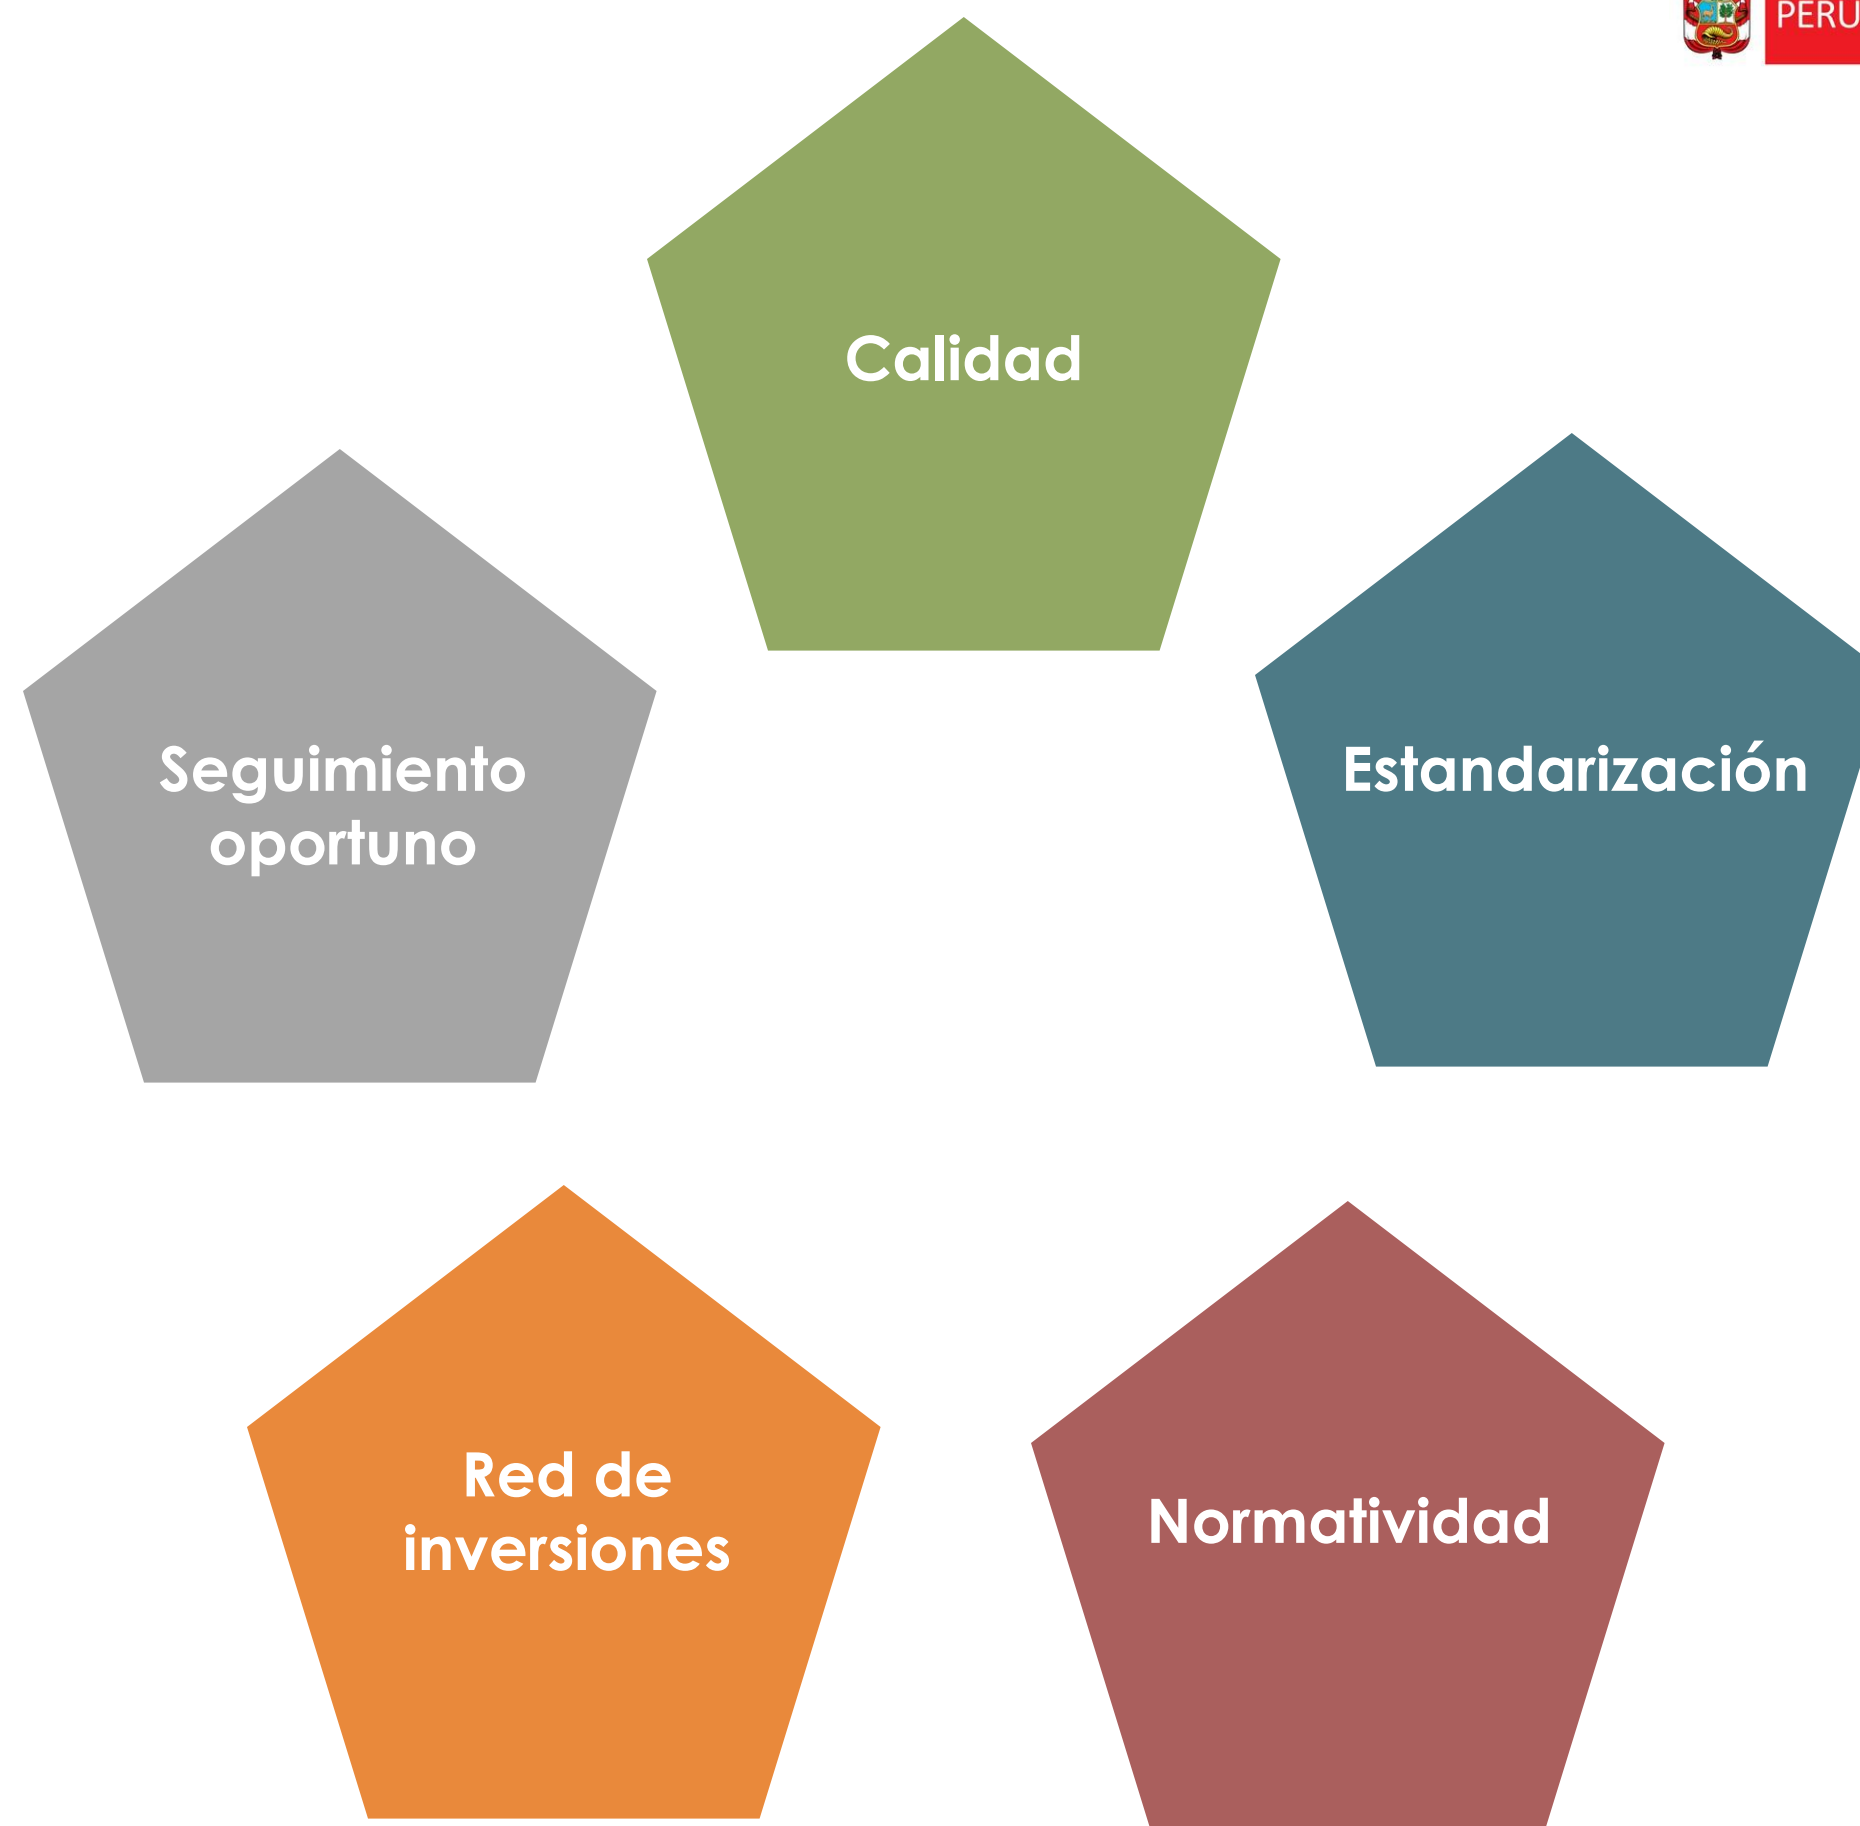 PERU
Calidad
Seguimiento
oportuno
Estandarización
Red de
inversiones
Normatividad